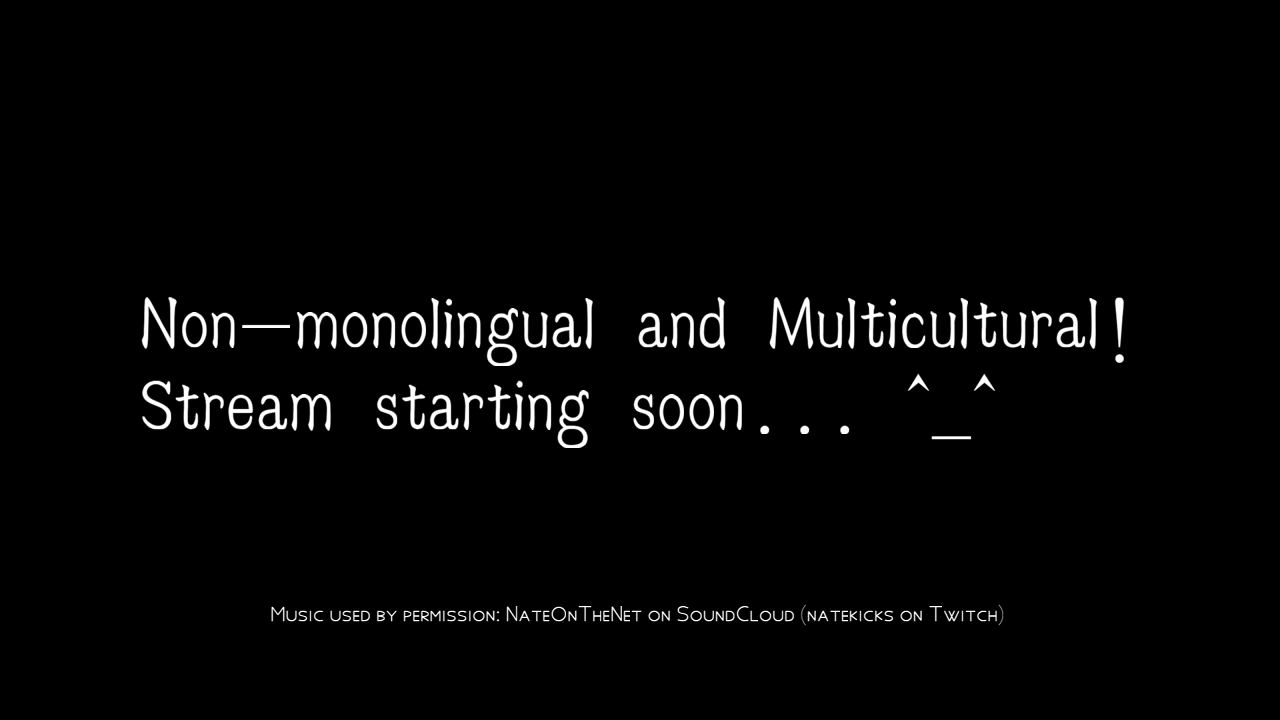 Non-monolingual and Multicultural!
Stream starting soon... ^_^
Music used by permission: NateOnTheNet on SoundCloud (natekicks on Twitch)